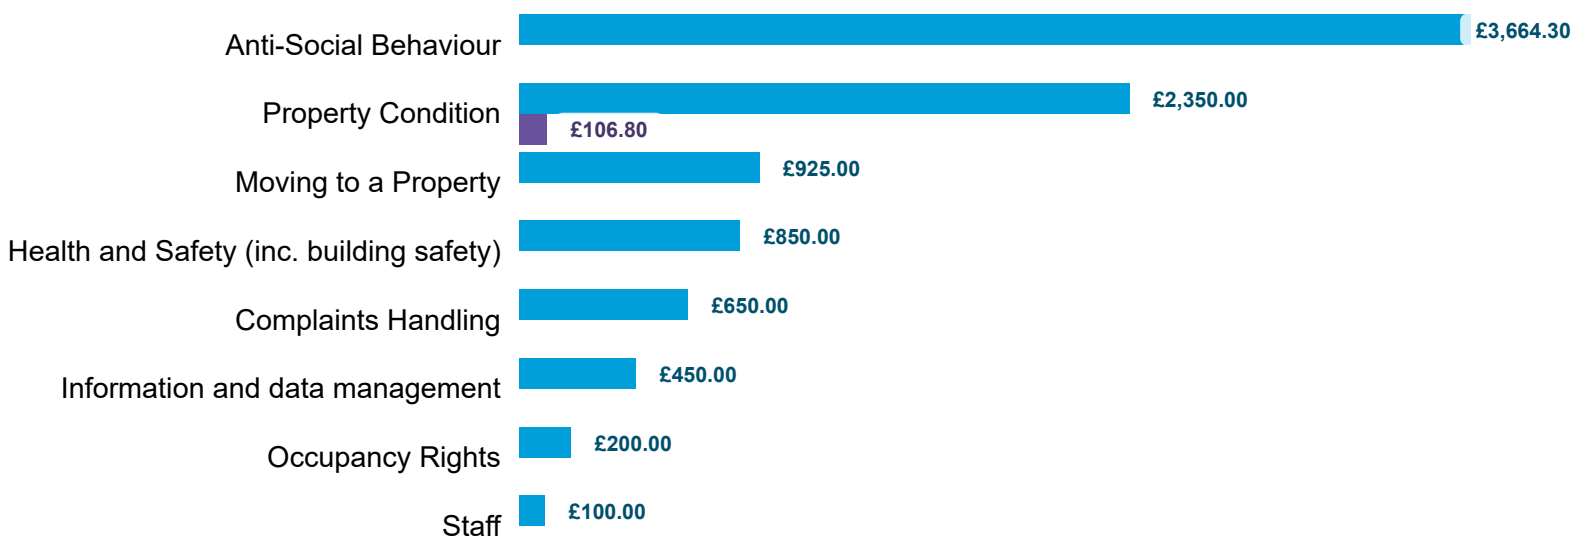 Anti-Social Behaviour £3,664.30
Property Condition £2,350.00
£106.80
Moving to a Property £925.00
Health and Safety (inc. building safety) £850.00
Complaints Handling £650.00
Information and data management £450.00
Occupancy Rights £200.00
Staff £100.00